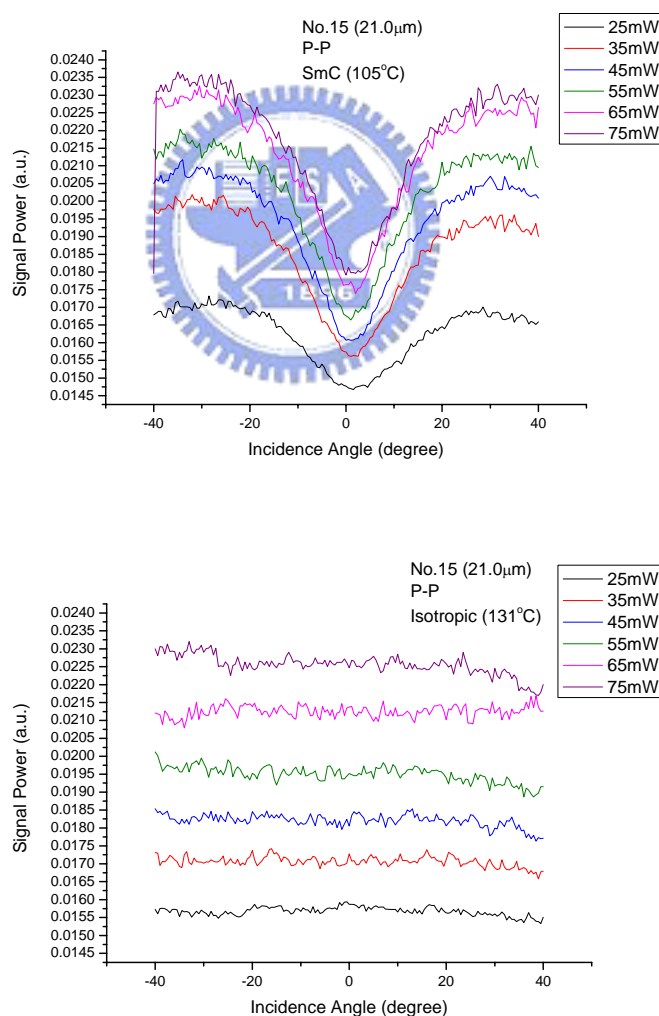 No.15 (21.0μm)
P-P
SmC (105°C)
25mW
35mW
45mW
55mW
65mW
75mW
0.0240
0.0235
0.0230
0.0225
0.0220
0.0215
0.0210
0.0205
0.0200
0.0195
0.0190
0.0185
0.0180
0.0175
0.0170
0.0165
0.0160
0.0155
0.0150
0.0145
Signal Power (a.u.)
-40
-20
0
20
40
Incidence Angle (degree)
1896
No.15 (21.0μm)
P-P
Isotropic (131°C)
25mW
35mW
45mW
55mW
65mW
75mW
0.0240
0.0235
0.0230
0.0225
0.0220
0.0215
0.0210
0.0205
0.0200
0.0195
0.0190
0.0185
0.0180
0.0175
0.0170
0.0165
0.0160
0.0155
0.0150
0.0145
Signal Power (a.u.)
-40
-20
0
20
40
Incidence Angle (degree)